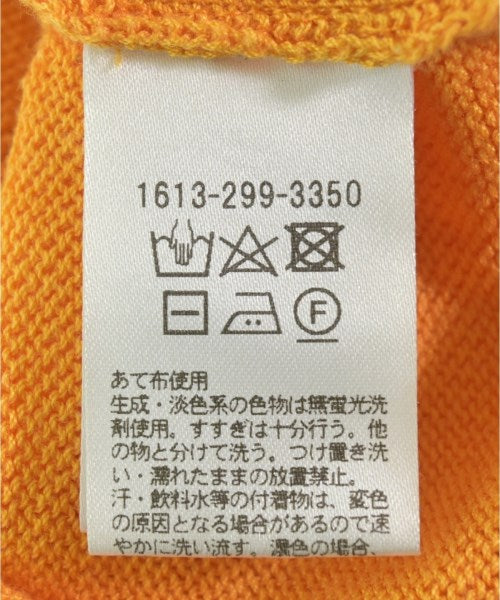 1613-299-3350
F
あて布使用
生成・淡色系の色物は無蛍光洗
剤使用。すすぎは十分行う。他
の物と分けて洗う。つけ置き洗
い・濡れたままの放置禁止。
汗・飲料水等の付着物は、変色
の原因となる場合があるので速
やかに洗い流す。濃色の場合、